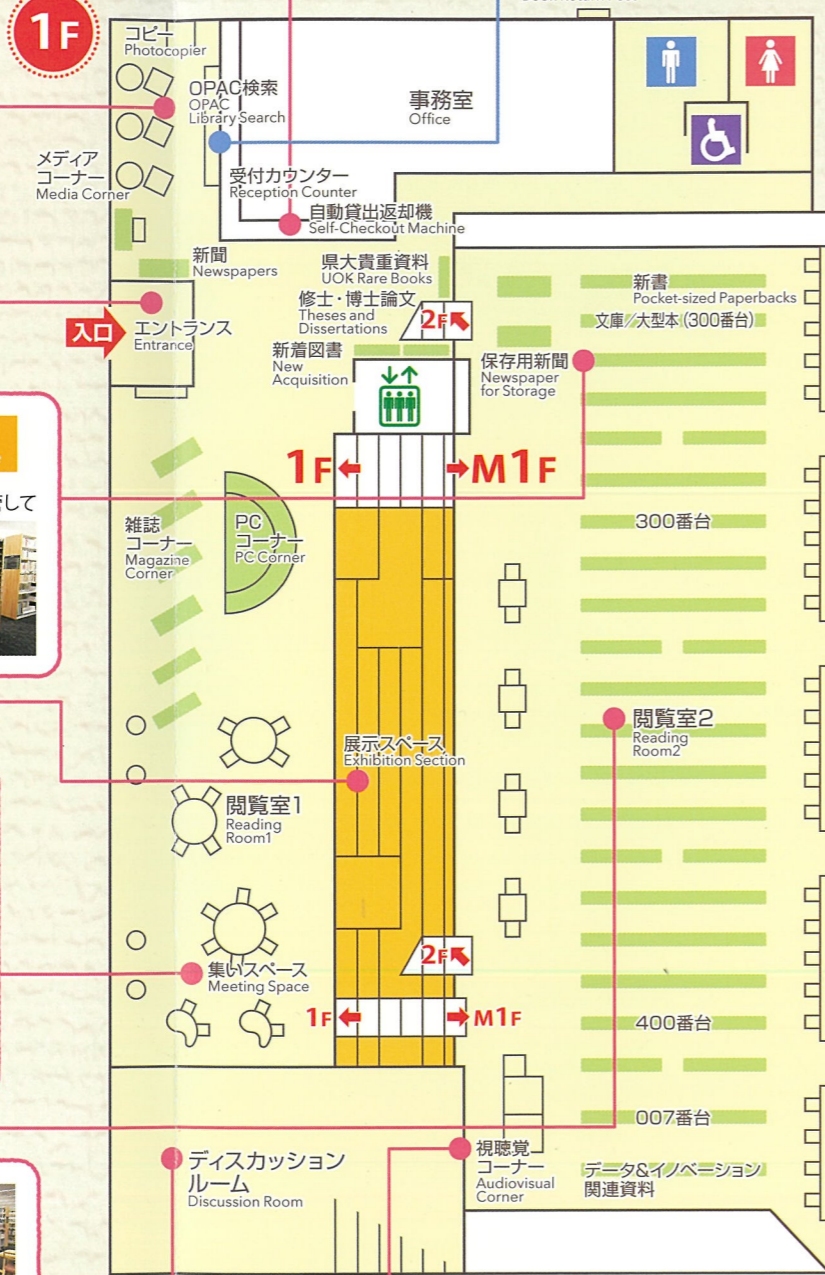 1F
コピー
Photocopier
OPAC検索
OPAC
Library Search
事務室
Office
メディア
コーナー
Media Corner
受付カウンター
Reception Counter
自動貸出返却機
Self-Checkout Machine
新聞
Newspapers
県大貴重資料
UOK Rare Books
修士・博士論文
Theses and
Dissertations
2F
新書
Pocket-sized Paperbacks
文庫/大型本(300番台)
入口
エントランス
Entrance
新着図書
New
Acquisition
保存用新聞
Newspaper
for Storage
1F
M1F
して
雑誌
コーナー
Magazine
Corner
PC
コーナー
PC Corner
300番台
展示スペース
Exhibition Section
閲覧室2
Reading
Room2
閲覧室1
Reading
Room1
2F
集いスペース
Meeting Space
1F
M1F
400番台
007番台
ディスカッション
ルーム
Discussion Room
視聴覚
コーナー
Audiovisual
Corner
データ&イノベーション
関連資料